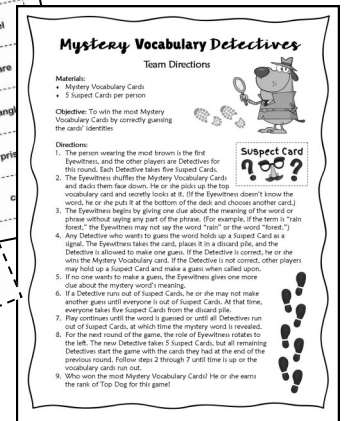 el
are
angl
pris
c
Mystery Vocabulary Detectives
Team Directions
Materials:
♦ Mystery Vocabulary Cards
♦ 5 Suspect Cards per person
Objective: To win the most Mystery
Vocabulary Cards by correctly guessing
the cards' identities
Suspect Card
Directions:
1. The person wearing the most brown is the first
Eyewitness, and the other players are Detectives for
this round. Each Detective takes five Suspect Cards.
2. The Eyewitness shuffles the Mystery Vocabulary Cards
and stacks them face down. He or she picks up the top
vocabulary card and secretly looks at it. (If the Eyewitness doesn't know the
word, he or she puts it at the bottom of the deck and chooses another card.)
3. The Eyewitness begins by giving one clue about the meaning of the word or
phrase without saying any part of the phrase. (For example, if the term is "rain
forest," the Eyewitness may not say the word "rain" or the word "forest.")
4. Any Detective who wants to guess the word holds up a Suspect Card as a
signal. The Eyewitness takes the card, places it in a discard pile, and the
Detective is allowed to make one guess. If the Detective is correct, he or she
wins the Mystery Vocabulary card. If the Detective is not correct, other players
may hold up a Suspect Card and make a guess when called upon.
5. If no one wants to make a guess, the Eyewitness gives one more
clue about the mystery word's meaning.
6. If a Detective runs out of Suspect Cards, he or she may not make
another guess until everyone is out of Suspect Cards. At that time,
everyone takes five Suspect Cards from the discard pile.
7. Play continues until the word is guessed or until all Detectives run
out of Suspect Cards, at which time the mystery word is revealed.
8. For the next round of the game, the role of Eyewitness rotates to
the left. The new Detective takes 5 Suspect Cards, but all remaining
Detectives start the game with the cards they had at the end of the
previous round. Follow steps 2 through 7 until time is up or the
vocabulary cards run out.
9. Who won the most Mystery Vocabulary Cards? He or she earns
the rank of Top Dog for this game!